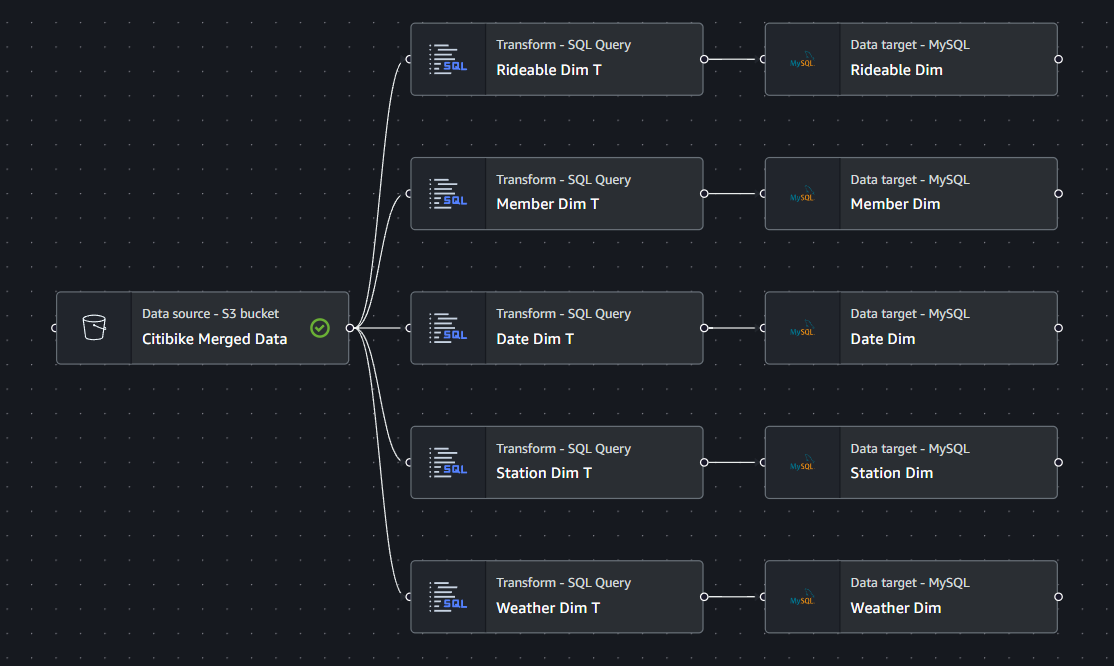 Transform - SQL Query
SQL
Rideable Dim T
Data target - MySQL
MySQL
Rideable Dim
Transform - SQL Query
SQL
Member Dim T
Data target - MySQL
MySQL
Member Dim
Data source - S3 bucket
Citibike Merged Data
Transform - SQL Query
SQL
Date Dim T
Data target - MySQL
MySQL
Date Dim
Transform - SQL Query
SQL
Station Dim T
Data target - MySQL
MySQL
Station Dim
Transform - SQL Query
SQL
Weather Dim T
Data target - MySQL
MySQL
Weather Dim